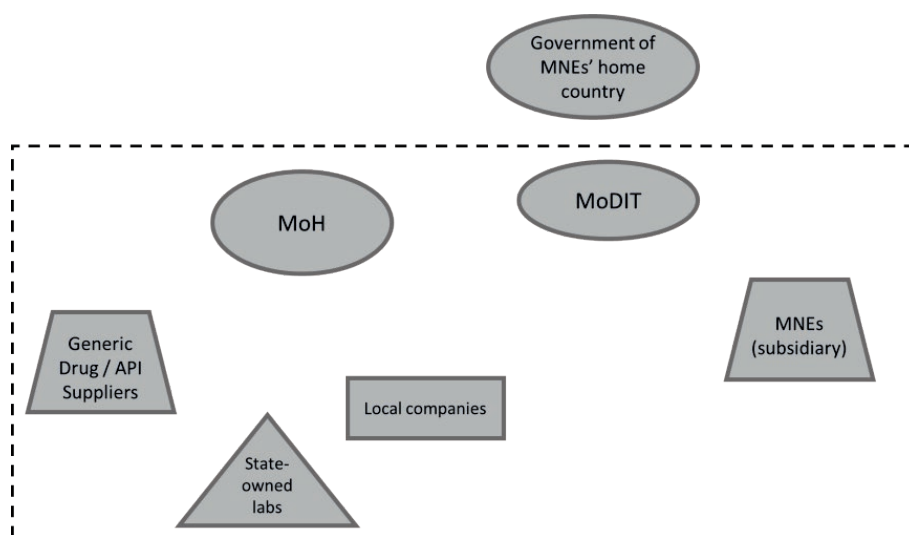 Government of
MNEs' home
country
MoH
MoDIT
Generic
Drug / API
Suppliers
MNEs
(subsidiary)
Local companies
State-
owned
labs